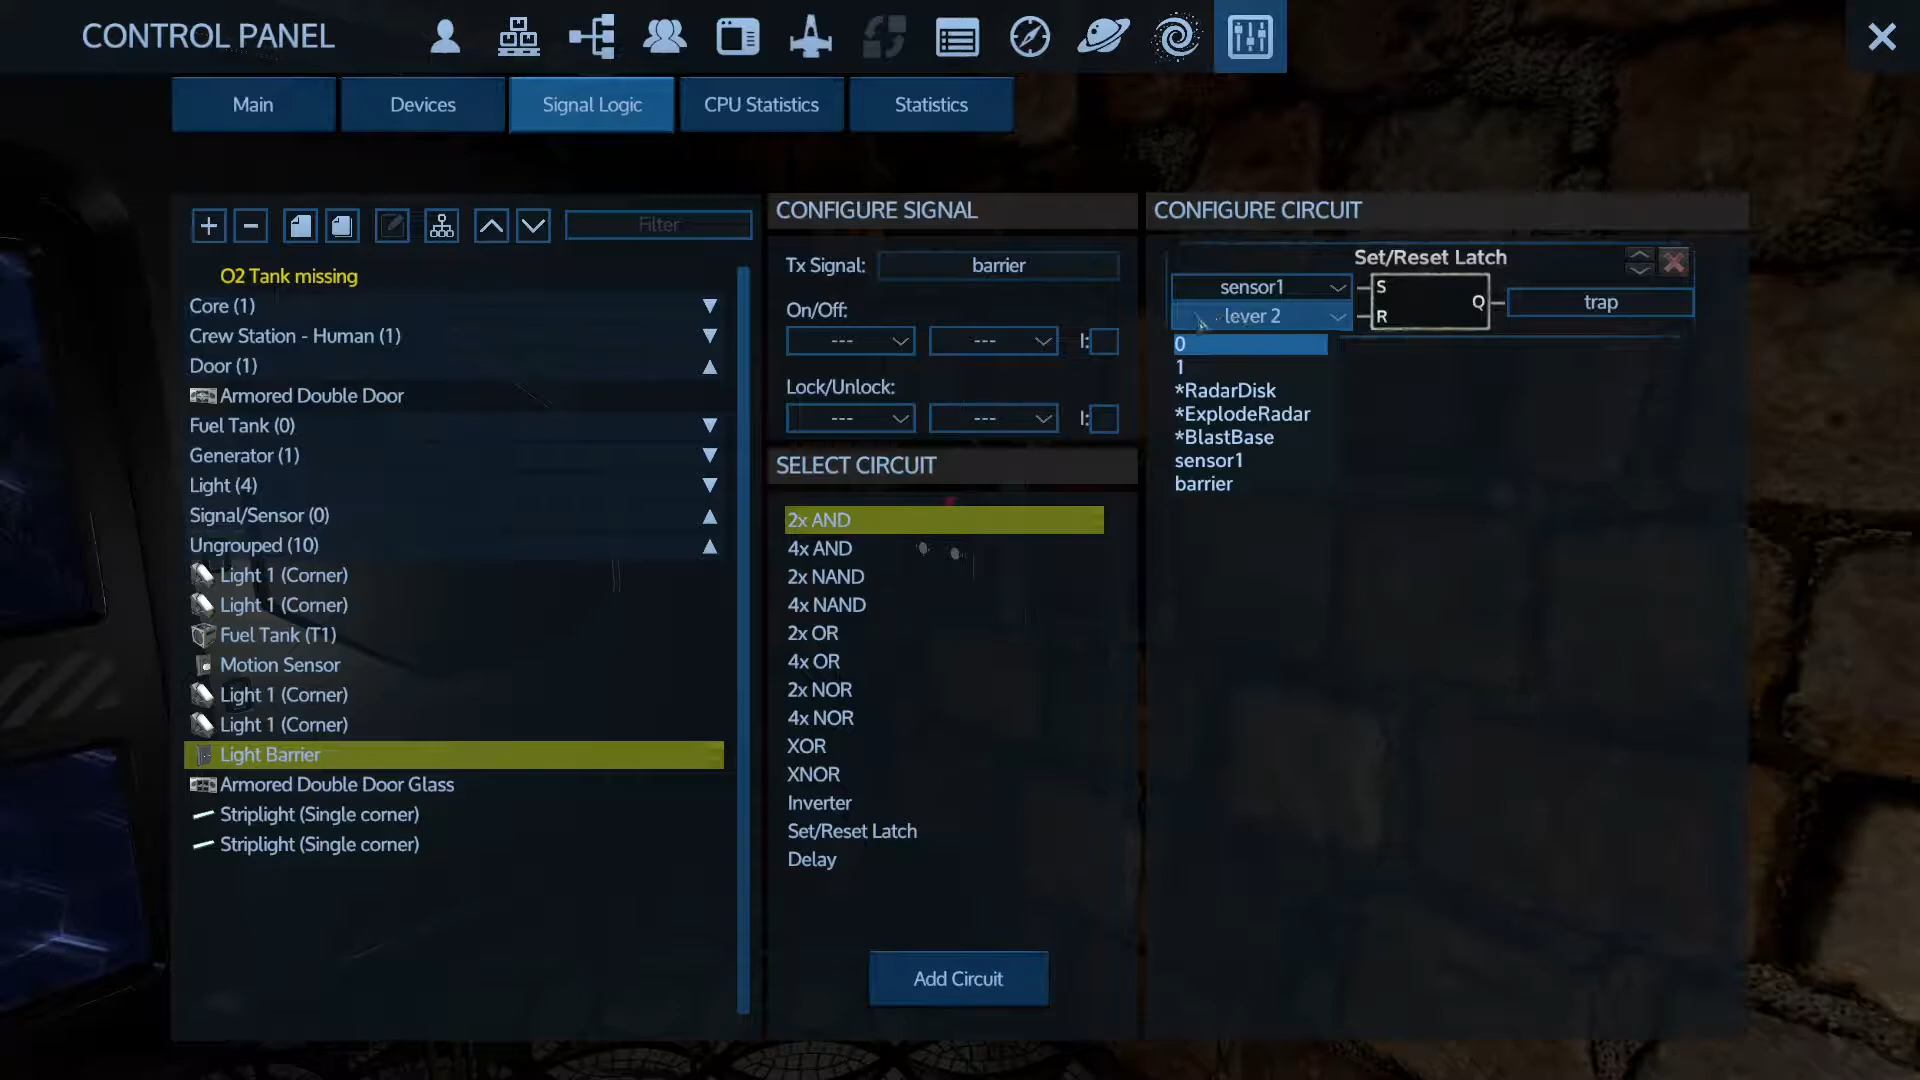 CONTROL PANEL
Main
Devices
Signal Logic
CPU Statistics
Statistics
Filter
O2 Tank missing
Core (1)
Crew Station - Human (1)
Door (1)
Armored Double Door
Fuel Tank (0)
Generator (1)
Light (4)
Signal/Sensor (0)
Ungrouped (10)
Light 1 (Corner)
Light 1 (Corner)
Fuel Tank (T1)
Motion Sensor
Light 1 (Corner)
Light 1 (Corner)
Light Barrier
Armored Double Door Glass
Striplight (Single corner)
Striplight (Single corner)
CONFIGURE SIGNAL
Tx Signal: barrier
On/Off:
--- --- I:
Lock/Unlock:
--- --- I:
SELECT CIRCUIT
2x AND
4x AND
2x NAND
4x NAND
2x OR
4x OR
2x NOR
4x NOR
XOR
XNOR
Inverter
Set/Reset Latch
Delay
Add Circuit
CONFIGURE CIRCUIT
Set/Reset Latch
sensor1 S
lever 2 R
Q trap
0
1
*RadarDisk
*ExplodeRadar
*BlastBase
sensor1
barrier